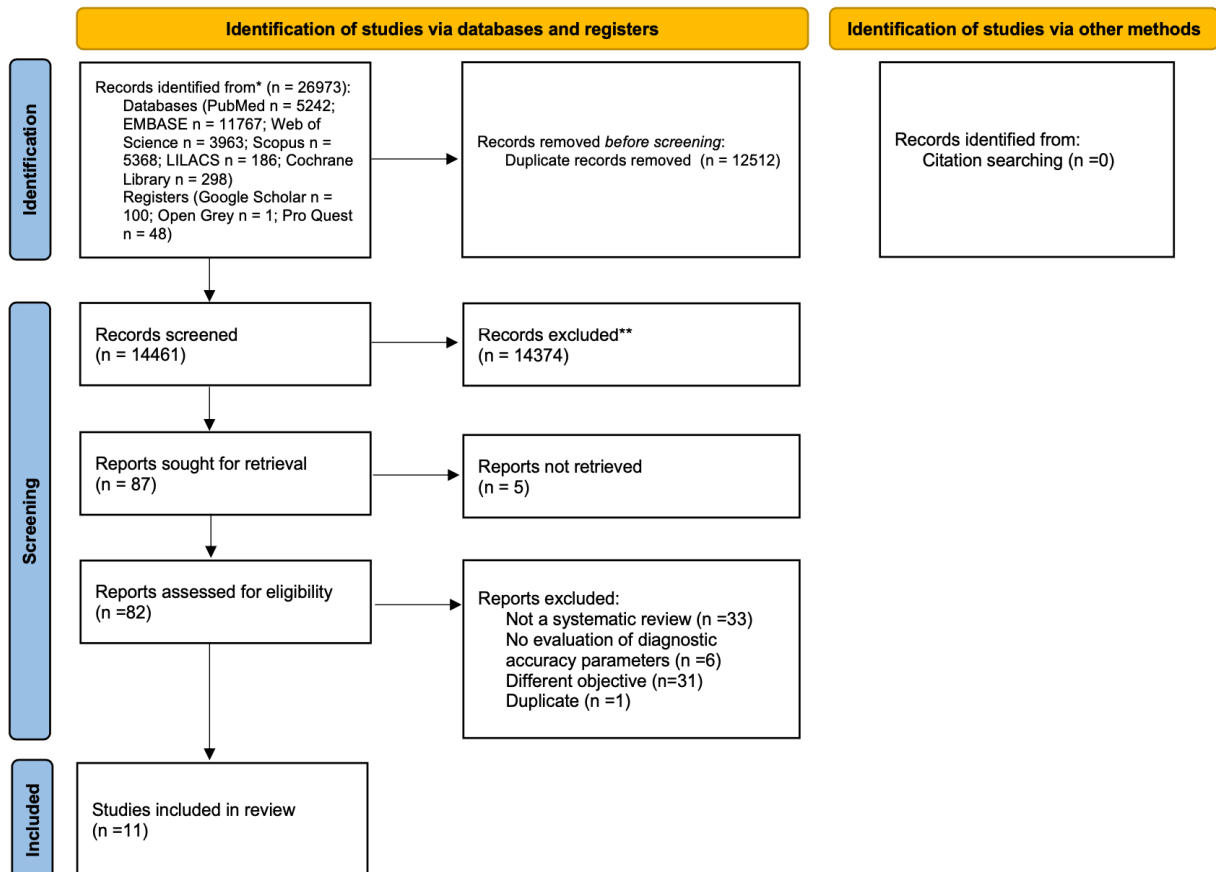 Identification of studies via databases and registers
Identification of studies via other methods
Identification
Records identified from* (n = 26973):
Databases (PubMed n = 5242;
EMBASE n = 11767; Web of
Science n = 3963; Scopus n =
5368; LILACS n = 186; Cochrane
Library n = 298)
Registers (Google Scholar n =
100; Open Grey n = 1; Pro Quest
n = 48)
Records removed before screening:
Duplicate records removed (n = 12512)
Records identified from:
Citation searching (n =0)
Screening
Records screened
(n = 14461)
Records excluded**
(n = 14374)
Reports sought for retrieval
(n = 87)
Reports not retrieved
(n = 5)
Reports assessed for eligibility
(n =82)
Reports excluded:
Not a systematic review (n =33)
No evaluation of diagnostic
accuracy parameters (n =6)
Different objective (n=31)
Duplicate (n =1)
Included
Studies included in review
(n =11)